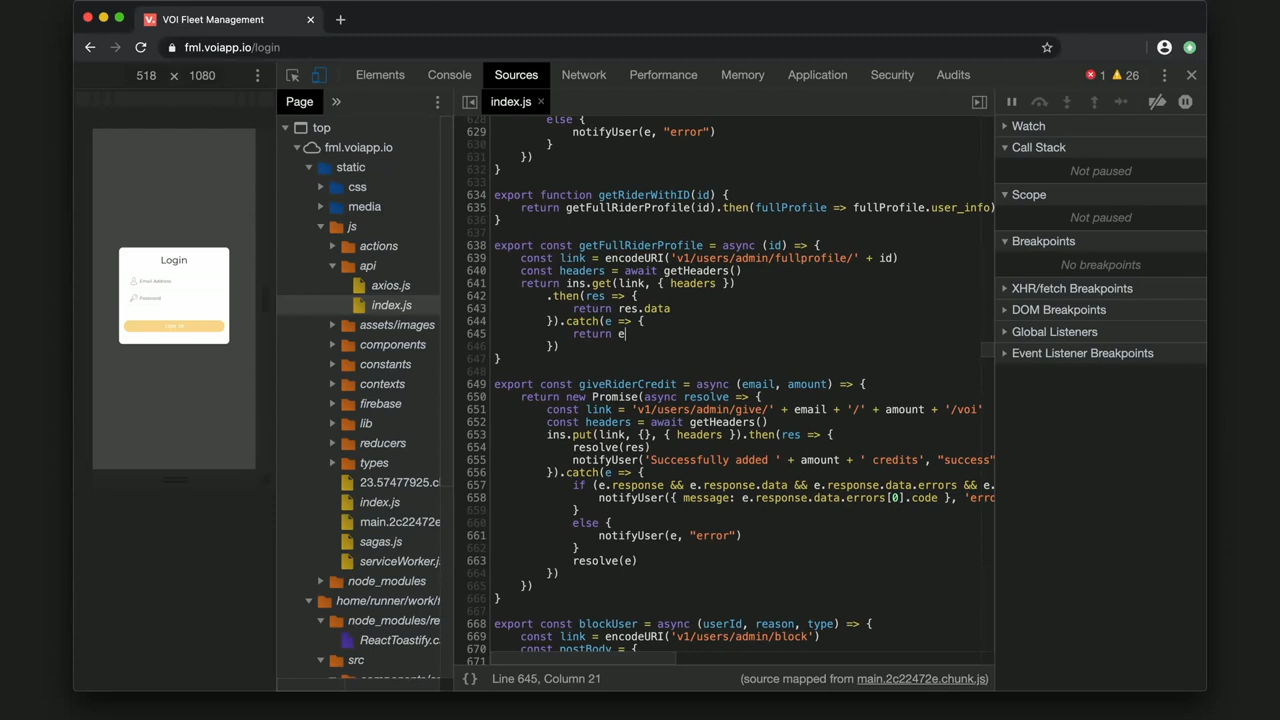 VOI Fleet Management
fml.voiapp.io/login
518 × 1080
Elements Console Sources Network Performance Memory Application Security Audits 1 26
Page »
index.js
top
fml.voiapp.io
static
css
media
js
actions
api
axios.js
index.js
assets/images
components
constants
contexts
firebase
lib
reducers
types
23.57477925.c
index.js
main.2c22472e
sagas.js
serviceWorker.j
node_modules
home/runner/work/f
node_modules/re
ReactToastify.c
src
Login
Email Address
Password
628 else {
629 notifyUser(e, "error")
630 }
631 })
632 }
633
634 export function getRiderWithID(id) {
635 return getFullRiderProfile(id).then(fullProfile => fullProfile.user_info)
636 }
637
638 export const getFullRiderProfile = async (id) => {
639 const link = encodeURI('v1/users/admin/fullprofile/' + id)
640 const headers = await getHeaders()
641 return ins.get(link, { headers })
642 .then(res => {
643 return res.data
644 }).catch(e => {
645 return e
646 })
647 }
648
649 export const giveRiderCredit = async (email, amount) => {
650 return new Promise(async resolve => {
651 const link = 'v1/users/admin/give/' + email + '/' + amount + '/voi'
652 const headers = await getHeaders()
653 ins.put(link, {}, { headers }).then(res => {
654 resolve(res)
655 notifyUser('Successfully added ' + amount + ' credits', "success"
656 }).catch(e => {
657 if (e.response && e.response.data && e.response.data.errors && e.
658 notifyUser({ message: e.response.data.errors[0].code }, 'erro
659 }
660 else {
661 notifyUser(e, "error")
662 }
663 resolve(e)
664 })
665 })
666 }
667
668 export const blockUser = async (userId, reason, type) => {
669 const link = encodeURI('v1/users/admin/block')
670 const postBody = {
671
{} Line 645, Column 21 (source mapped from main.2c22472e.chunk.js)
Watch
Call Stack
Not paused
Scope
Not paused
Breakpoints
No breakpoints
XHR/fetch Breakpoints
DOM Breakpoints
Global Listeners
Event Listener Breakpoints